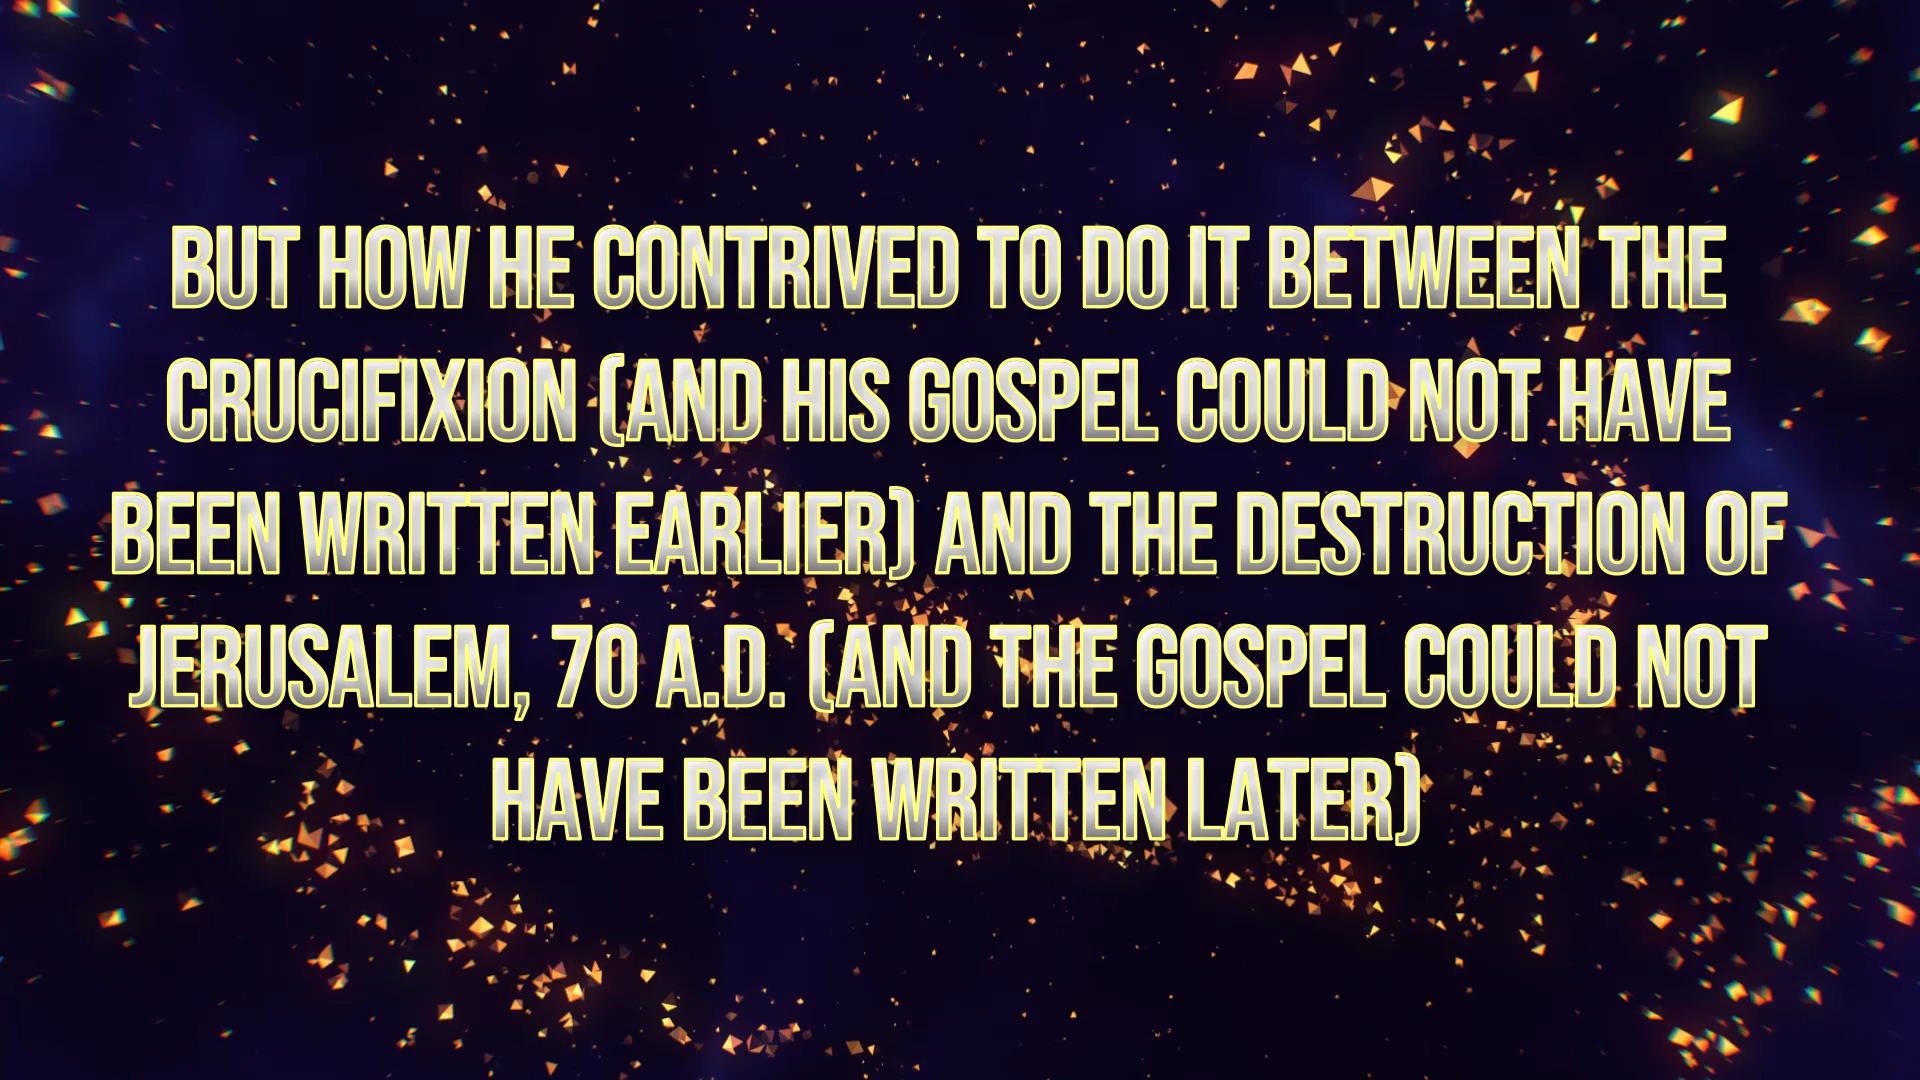 BUT HOW HE CONTRIVED TO DO IT BETWEEN THE
CRUCIFIXION (AND HIS GOSPEL COULD NOT HAVE
BEEN WRITTEN EARLIER) AND THE DESTRUCTION OF
JERUSALEM, 70 A.D. (AND THE GOSPEL COULD NOT
HAVE BEEN WRITTEN LATER)